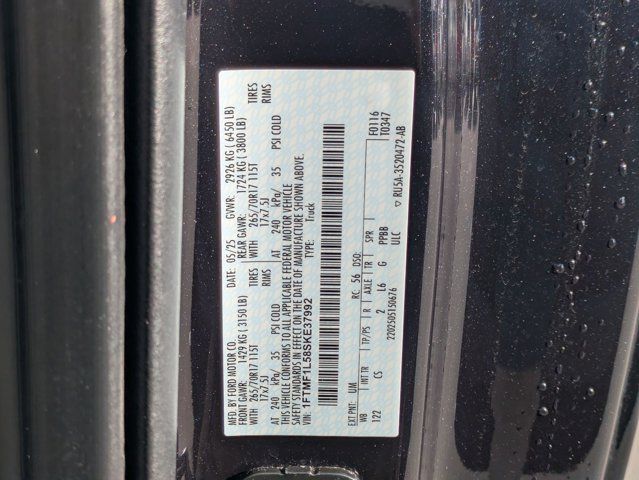 MFD. BY FORD MOTOR CO. DATE: 05/25 GVWR: 2926 KG (6450 LB)
FRONT GAWR: 1429 KG (3150 LB) REAR GAWR: 1724 KG (3800 LB)
WITH 265/70R17 115T WITH 265/70R17 115T TIRES
17x7.5J 17x7.5J RIMS
AT 240 kPa/ 35 PSI COLD AT 240 kPa/ 35 PSI COLD
THIS VEHICLE CONFORMS TO ALL APPLICABLE FEDERAL MOTOR VEHICLE
SAFETY STANDARDS IN EFFECT ON THE DATE OF MANUFACTURE SHOWN ABOVE.
VIN: 1FTMF1L58SKE37992 TYPE: Truck
F0116
T0347
EXT PNT: UM RC: 56 DSO:
WB INT TR TP/PS R AXLE TR SPR
122 CS 2 L6 G PPBB
ULC
2202505150676 ▽ RU5A-3520472-AB